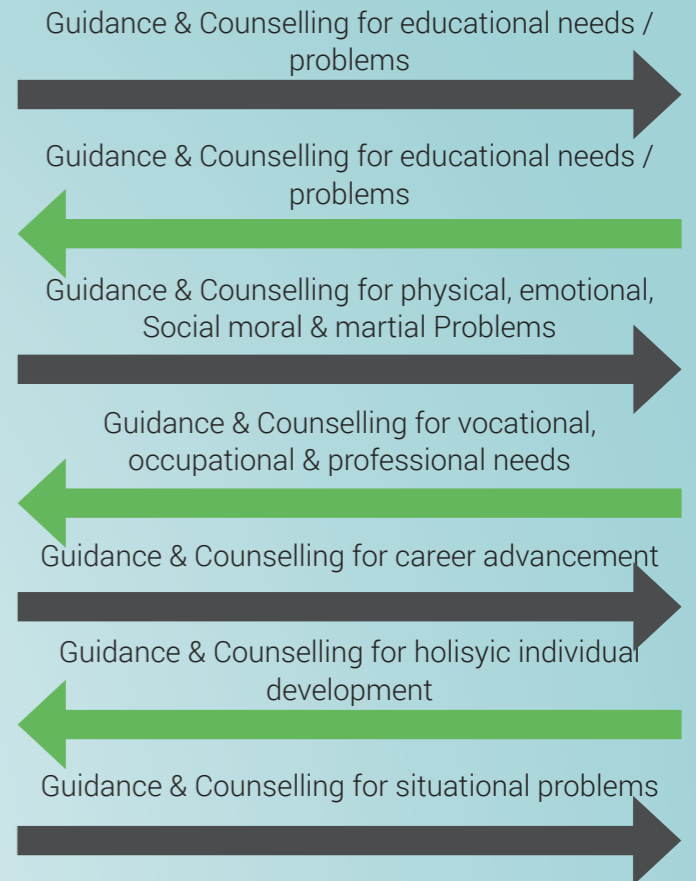 Guidance & Counselling for educational needs /
problems
Guidance & Counselling for educational needs /
problems
Guidance & Counselling for physical, emotional,
Social moral & martial Problems
Guidance & Counselling for vocational,
occupational & professional needs
Guidance & Counselling for career advancement
Guidance & Counselling for holisyic individual
development
Guidance & Counselling for situational problems